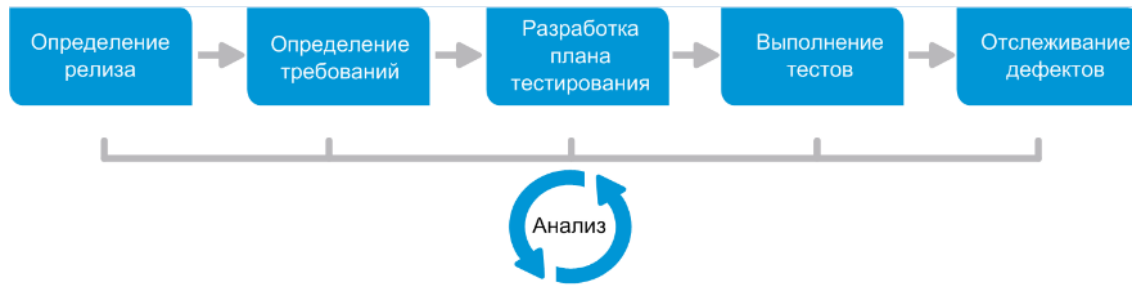 Определение
релиза
Определение
требований
Разработка
плана
тестирования
Выполнение
тестов
Отслеживание
дефектов
Анализ